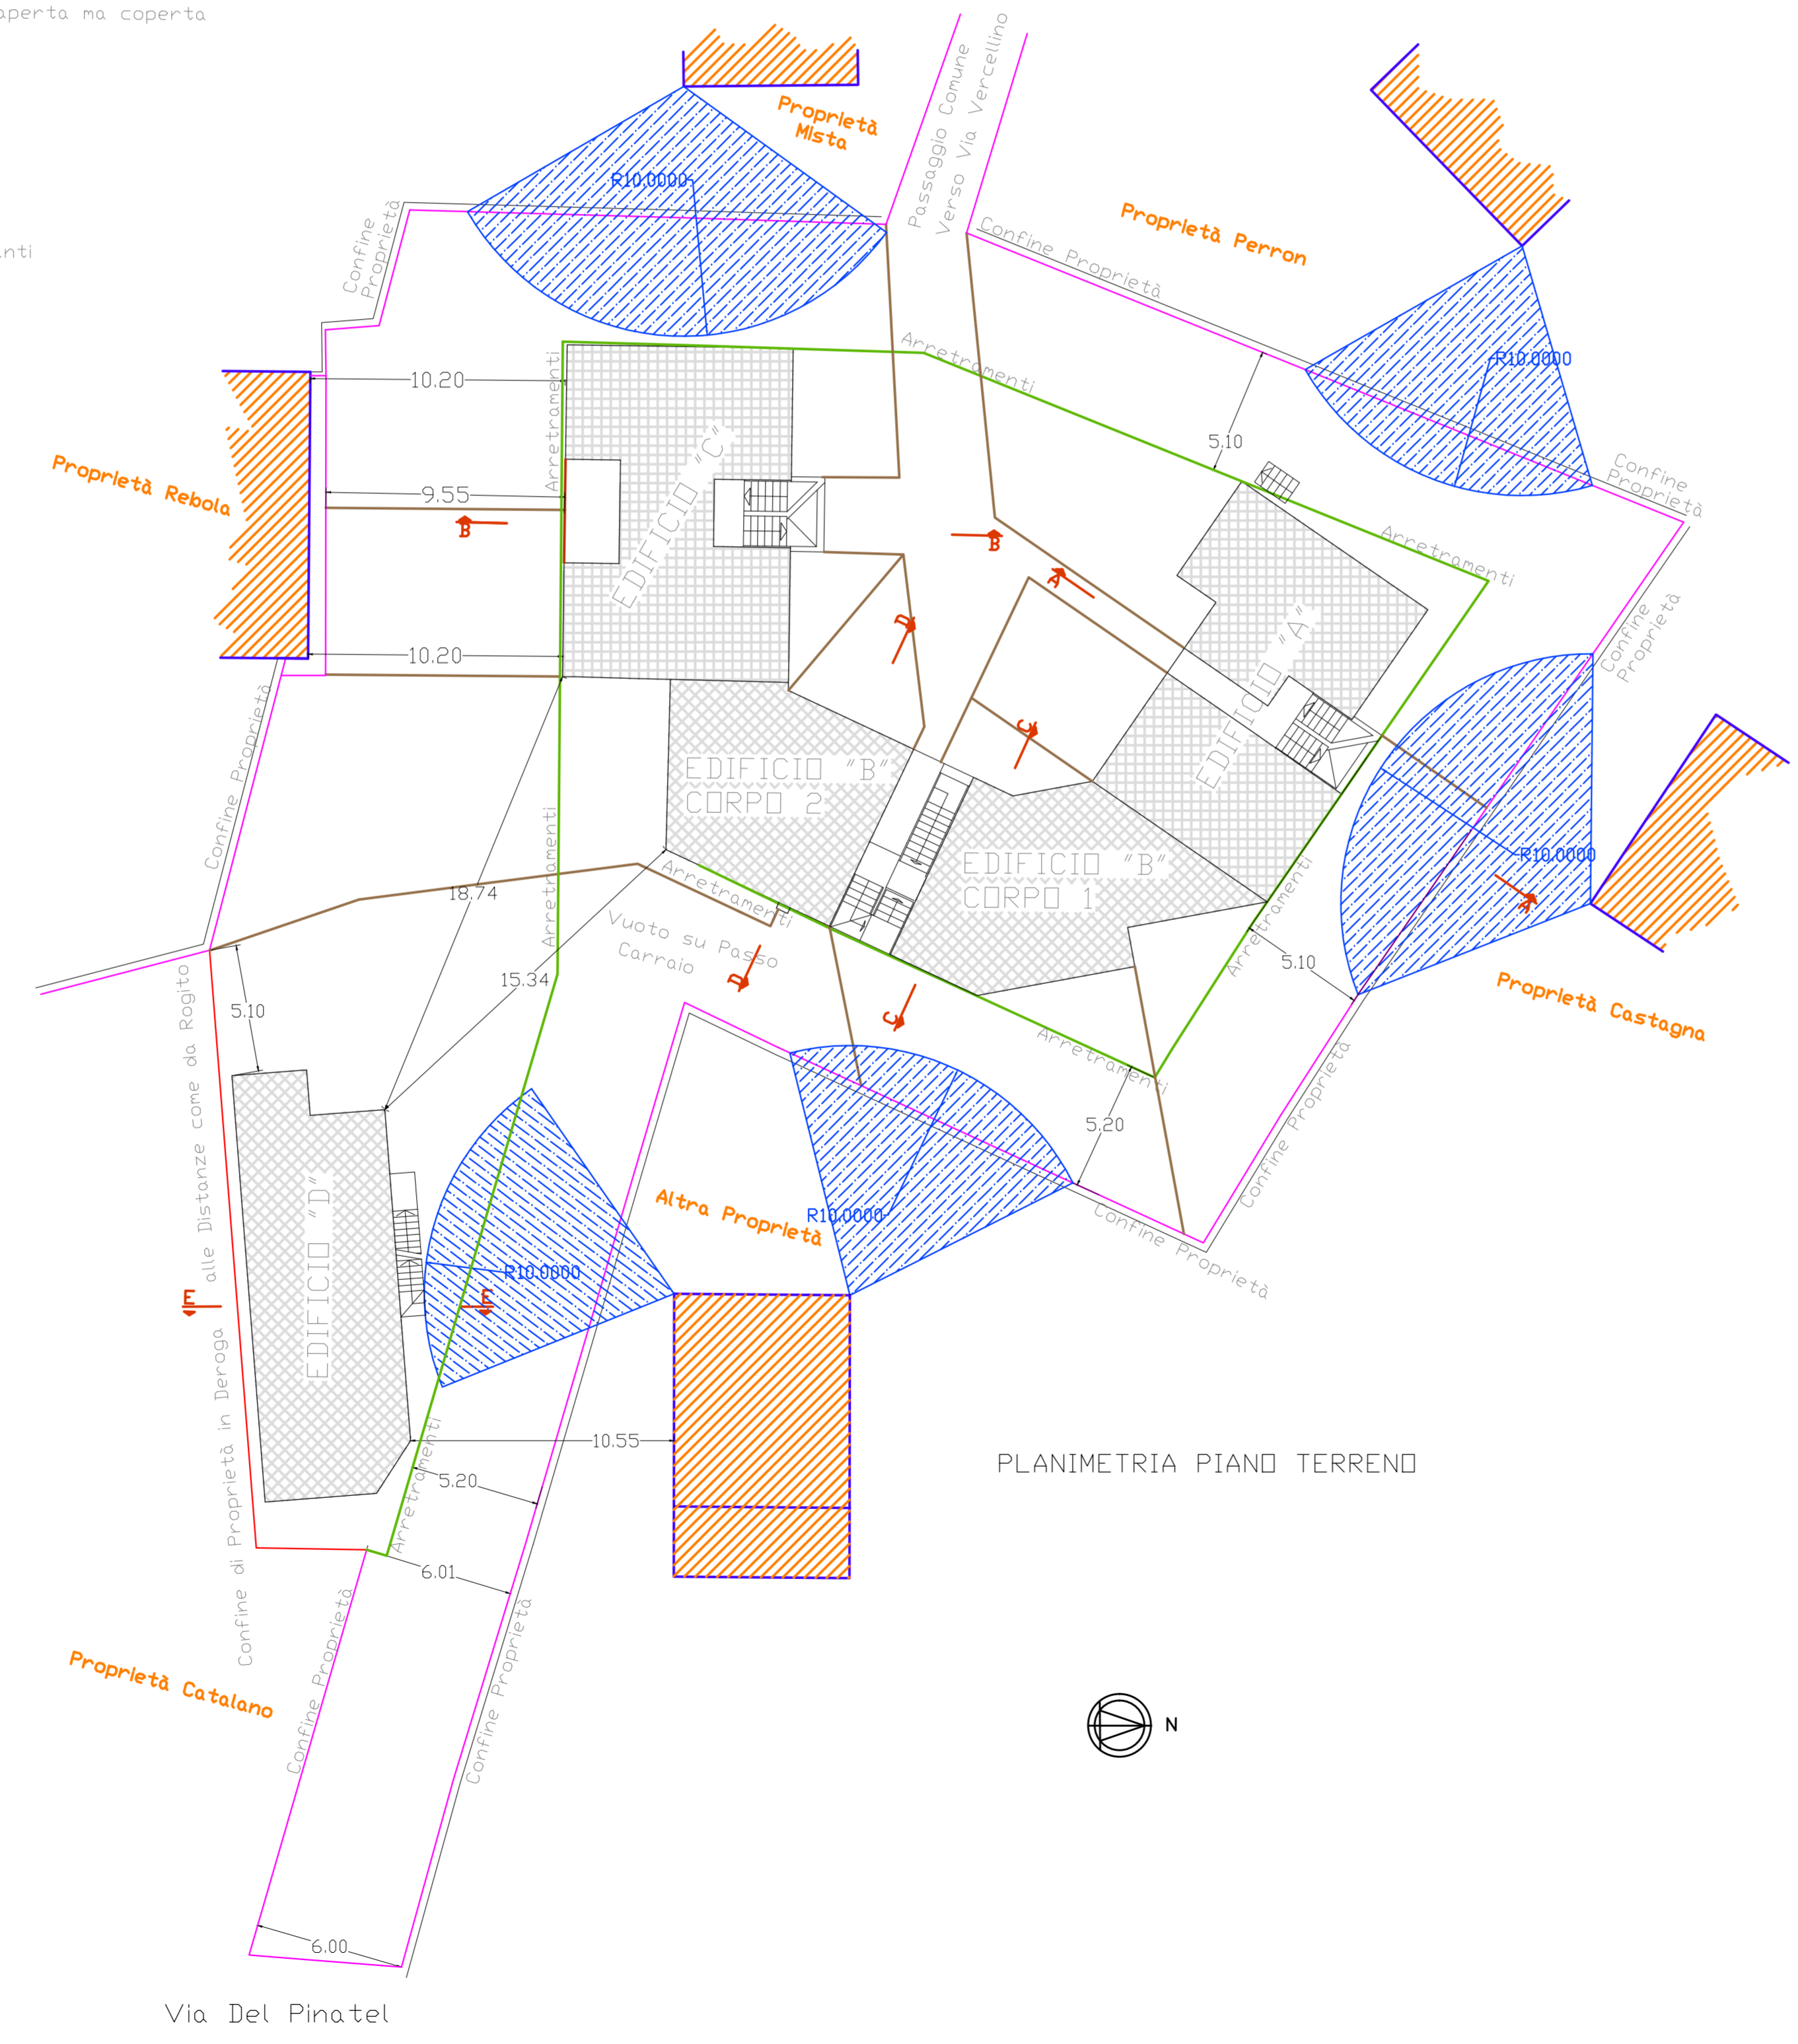 aperta ma coperta
nti
Passaggio Comune
Verso Via Vercellino
Proprietà
Mista
R10.0000
Confine
Proprietà
Proprietà Perron
Confine Proprietà
Arretramenti
Arretramenti
10.20
R10.0000
5.10
Proprietà Rebola
9.55
B
EDIFICIO "C"
B
A
Confine
Proprietà
Arretramenti
Confine
Proprietà
EDIFICIO "A"
D
10.20
C
Confine Proprietà
EDIFICIO "B"
CORPO 2
EDIFICIO "B"
CORPO 1
R10.0000
A
Arretramenti
18.74
Arretramenti
Vuoto su Passo
Carraio
Arretramenti
D
C
15.34
5.10
5.10
Proprietà Castagna
Arretramenti
5.20
Confine Proprietà
Confine Proprietà
Confine di Proprietà in Deroga alle Distanze come da Rogito
EDIFICIO "D"
E
E
R10.0000
Altra Proprietà
R10.0000
10.55
5.20
Arretramenti
6.01
PLANIMETRIA PIANO TERRENO
Confine Proprietà
Confine Proprietà
Proprietà Catalano
N
6.00
Via Del Pinatel